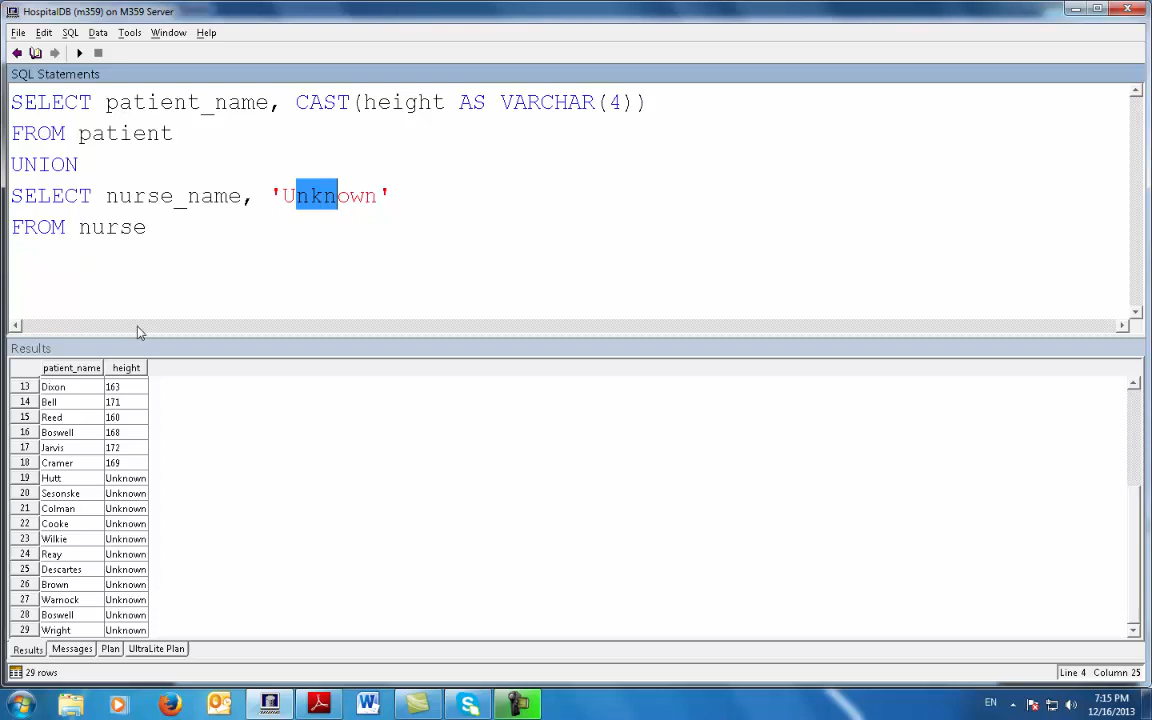 HospitalDB (m359) on M359 Server
File Edit SQL Data Tools Window Help
SQL Statements
SELECT patient_name, CAST(height AS VARCHAR(4))
FROM patient
UNION
SELECT nurse_name, 'Unknown'
FROM nurse
Results
patient_name height
13 Dixon 163
14 Bell 171
15 Reed 160
16 Boswell 168
17 Jarvis 172
18 Cramer 169
19 Hutt Unknown
20 Sesonske Unknown
21 Colman Unknown
22 Cooke Unknown
23 Wilkie Unknown
24 Reay Unknown
25 Descartes Unknown
26 Brown Unknown
27 Warnock Unknown
28 Boswell Unknown
29 Wright Unknown
Results Messages Plan UltraLite Plan
29 rows
Line 4 Column 25
EN
7:15 PM
12/16/2013